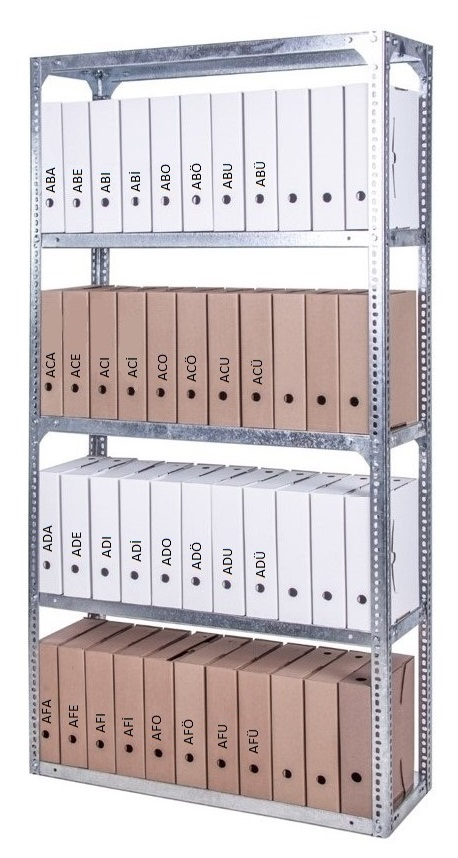 ABA ABE ABI ABİ ABO ABÖ ABU ABÜ
ACA ACE ACI ACİ ACO ACÖ ACU ACÜ
ADA ADE ADI ADİ ADO ADÖ ADU ADÜ
AFA AFE AFI AFİ AFO AFÖ AFU AFÜ